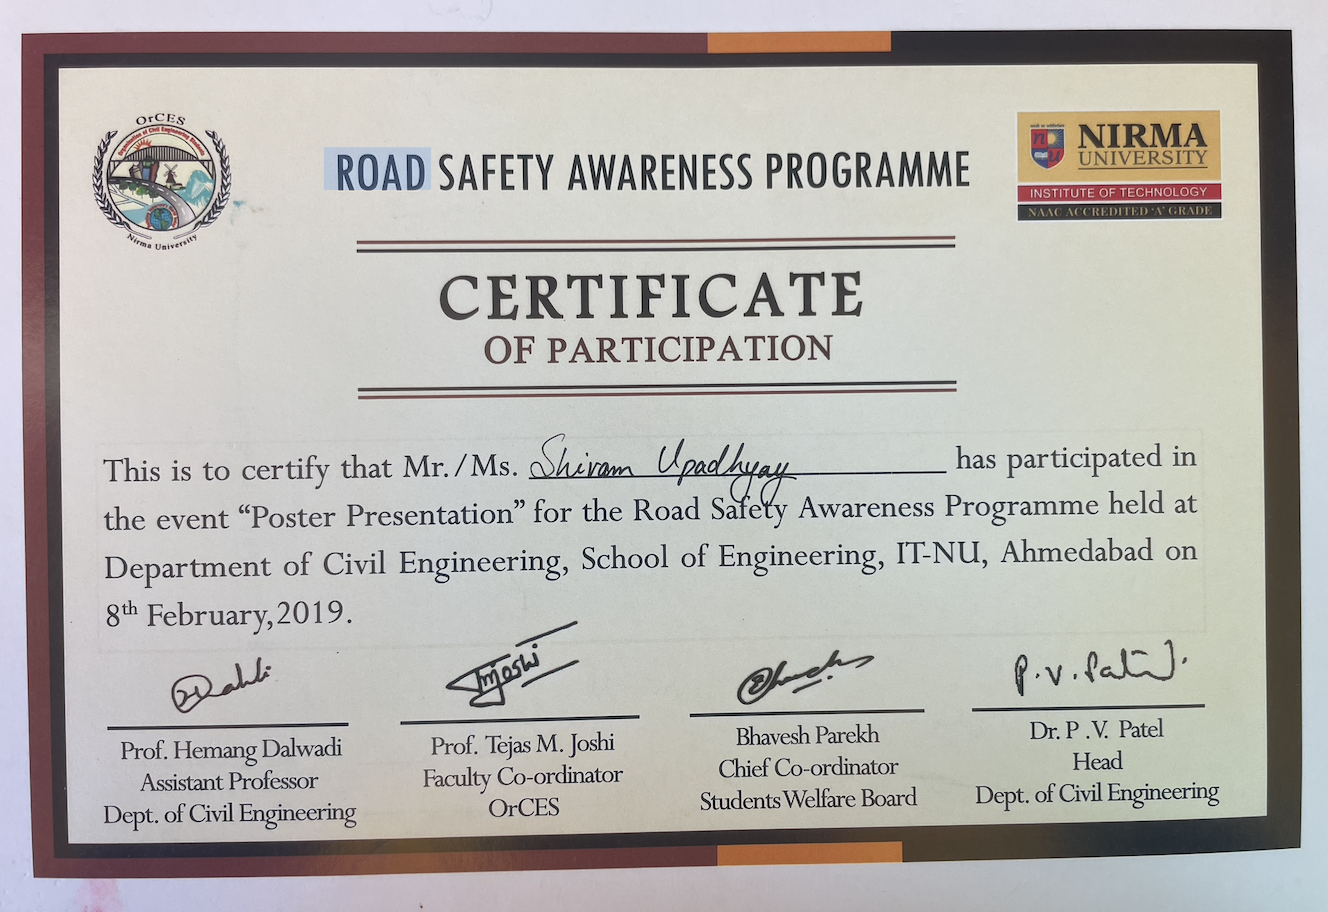 OrCES
Organisation of Civil Engineering Students
Nirma University
ROAD SAFETY AWARENESS PROGRAMME
NIRMA
UNIVERSITY
INSTITUTE OF TECHNOLOGY
NAAC ACCREDITED 'A' GRADE
CERTIFICATE
OF PARTICIPATION
This is to certify that Mr./Ms. Shivam Upadhyay has participated in
the event “Poster Presentation” for the Road Safety Awareness Programme held at
Department of Civil Engineering, School of Engineering, IT-NU, Ahmedabad on
8th February,2019.
TMJoshi
P.V. Patel
Prof. Hemang Dalwadi
Assistant Professor
Dept. of Civil Engineering
Prof. Tejas M. Joshi
Faculty Co-ordinator
OrCES
Bhavesh Parekh
Chief Co-ordinator
Students Welfare Board
Dr. P .V. Patel
Head
Dept. of Civil Engineering